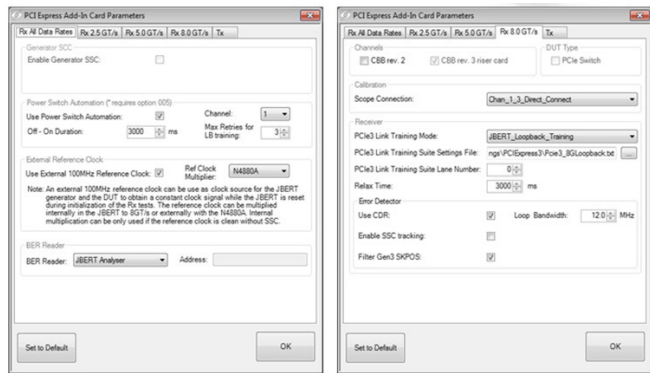 PCI Express Add-In Card Parameters
Rx All Data Rates Rx 2.5 GT/s Rx 5.0 GT/s Rx 8.0 GT/s Tx
Generator SCC
Enable Generator SSC:
Power Switch Automation (* requires option 005)
Use Power Switch Automation: Channel: 1
Off - On Duration: 3000 ms Max Retries for LB training: 3
External Reference Clock
Use External 100MHz Reference Clock: Ref Clock Multiplier: N4880A
Note: An external 100MHz reference clock can be use as clock source for the JBERT
generator and the DUT to obtain a constant clock signal while the JBERT is reset
during initialization of the Rx tests. The reference clock can be multiplied
internally in the JBERT to 8GT/s or externally with the N4880A. Internal
multiplication can be only used if the reference clock is clean without SSC.
BER Reader
BER Reader: JBERT Analyser Address:
Set to Default OK
PCI Express Add-In Card Parameters
Rx All Data Rates Rx 2.5 GT/s Rx 5.0 GT/s Rx 8.0 GT/s Tx
Channels DUT Type
CBB rev. 2 CBB rev. 3 riser card PCIe Switch
Calibration
Scope Connection: Chan_1_3_Direct_Connect
Receiver
PCIe3 Link Training Mode: JBERT_Loopback_Training
PCIe3 Link Training Suite Settings File: ngs\PCIExpress3\Pcie3_8GLoopback.txt ...
PCIe3 Link Training Suite Lane Number: 0
Relax Time: 3000 ms
Error Detector
Use CDR: Loop Bandwidth: 12.0 MHz
Enable SSC tracking:
Filter Gen3 SKPOS:
Set to Default OK